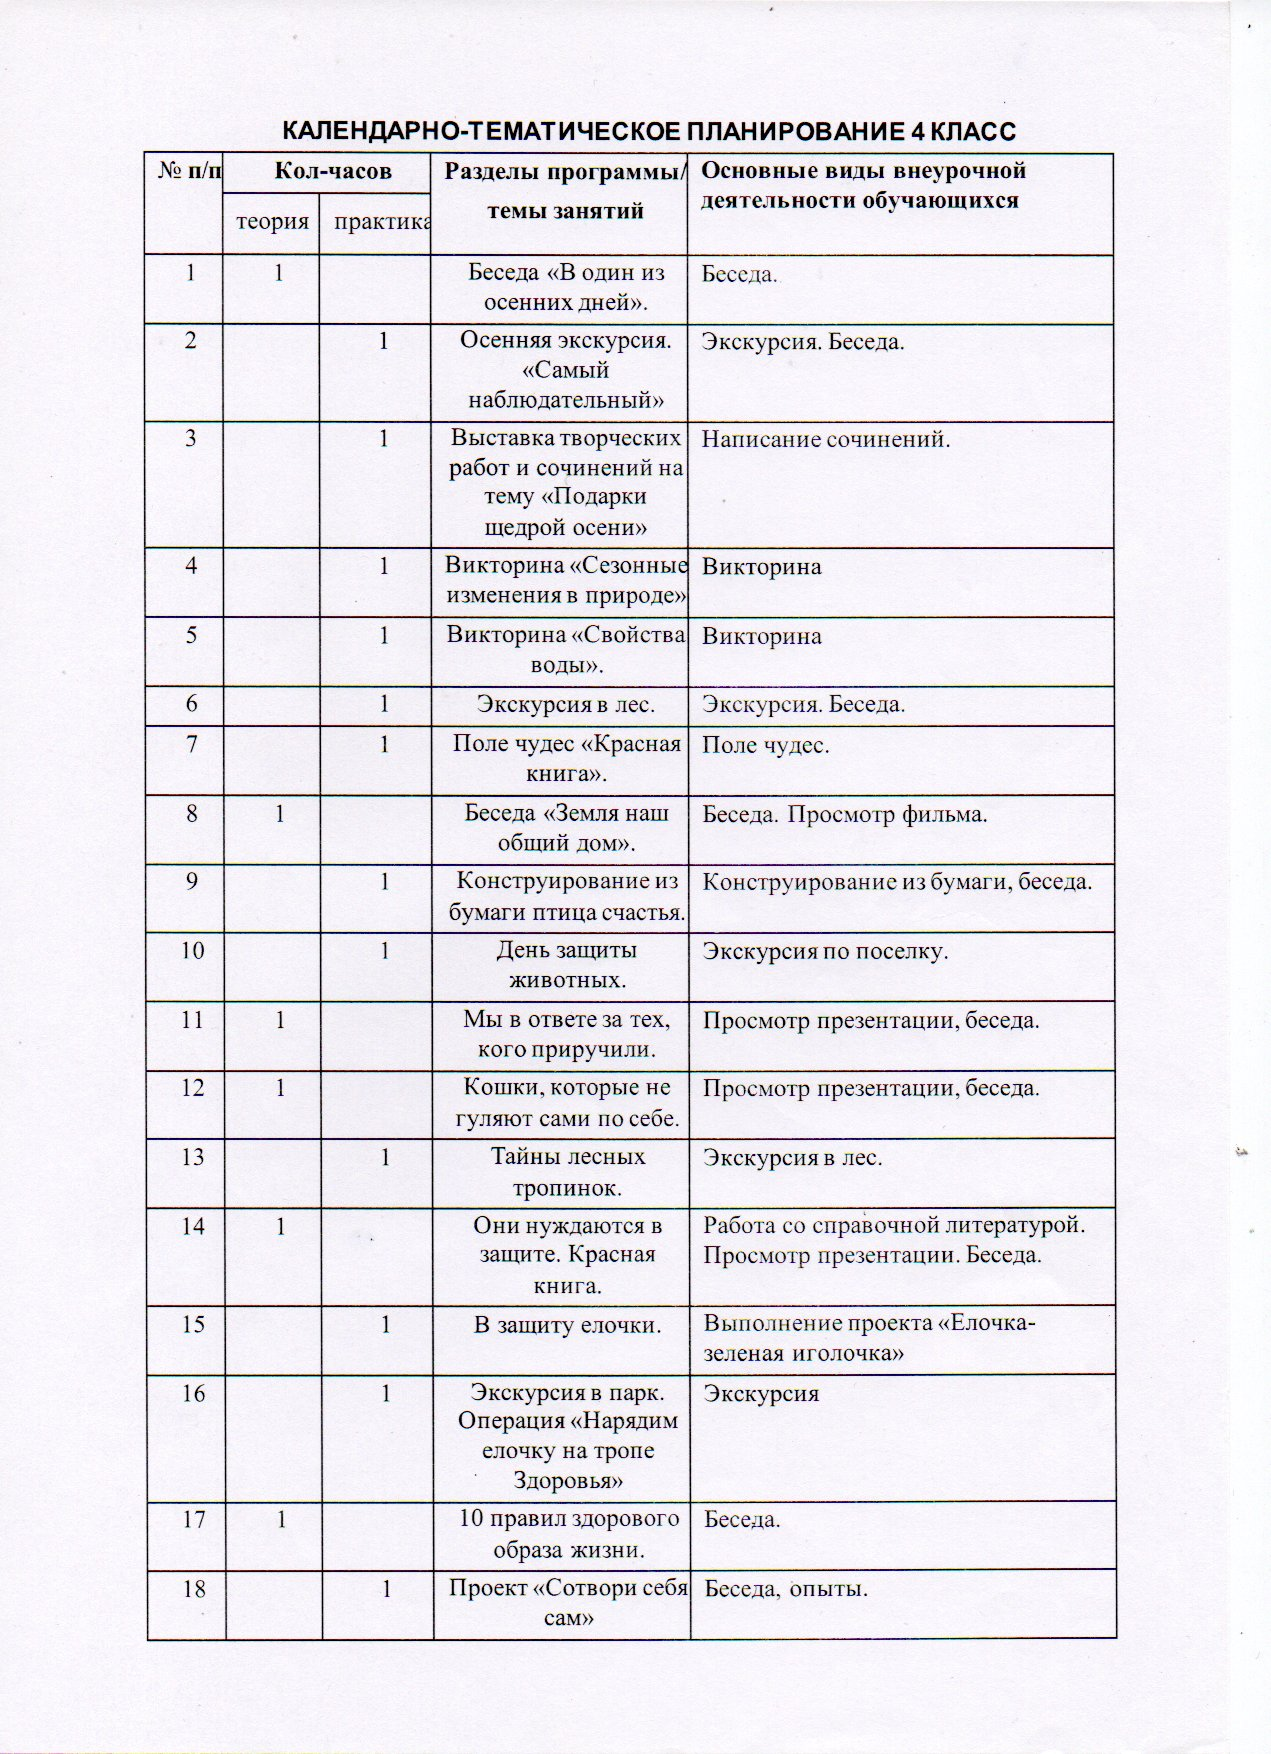 КАЛЕНДАРНО-ТЕМАТИЧЕСКОЕ ПЛАНИРОВАНИЕ 4 КЛАСС
№ п/п Кол-часов Разделы программы/ Основные виды внеурочной
темы занятий деятельности обучающихся
теория практика
1 1 Беседа «В один из Беседа.
осенних дней».
2 1 Осенняя экскурсия. Экскурсия. Беседа.
«Самый
наблюдательный»
3 1 Выставка творческих Написание сочинений.
работ и сочинений на
тему «Подарки
щедрой осени»
4 1 Викторина «Сезонные Викторина
изменения в природе»
5 1 Викторина «Свойства Викторина
воды».
6 1 Экскурсия в лес. Экскурсия. Беседа.
7 1 Поле чудес «Красная Поле чудес.
книга».
8 1 Беседа «Земля наш Беседа. Просмотр фильма.
общий дом».
9 1 Конструирование из Конструирование из бумаги, беседа.
бумаги птица счастья.
10 1 День защиты Экскурсия по поселку.
животных.
11 1 Мы в ответе за тех, Просмотр презентации, беседа.
кого приручили.
12 1 Кошки, которые не Просмотр презентации, беседа.
гуляют сами по себе.
13 1 Тайны лесных Экскурсия в лес.
тропинок.
14 1 Они нуждаются в Работа со справочной литературой.
защите. Красная Просмотр презентации. Беседа.
книга.
15 1 В защиту елочки. Выполнение проекта «Елочка-
зеленая иголочка»
16 1 Экскурсия в парк. Экскурсия
Операция «Нарядим
елочку на тропе
Здоровья»
17 1 10 правил здорового Беседа.
образа жизни.
18 1 Проект «Сотвори себя Беседа, опыты.
сам»